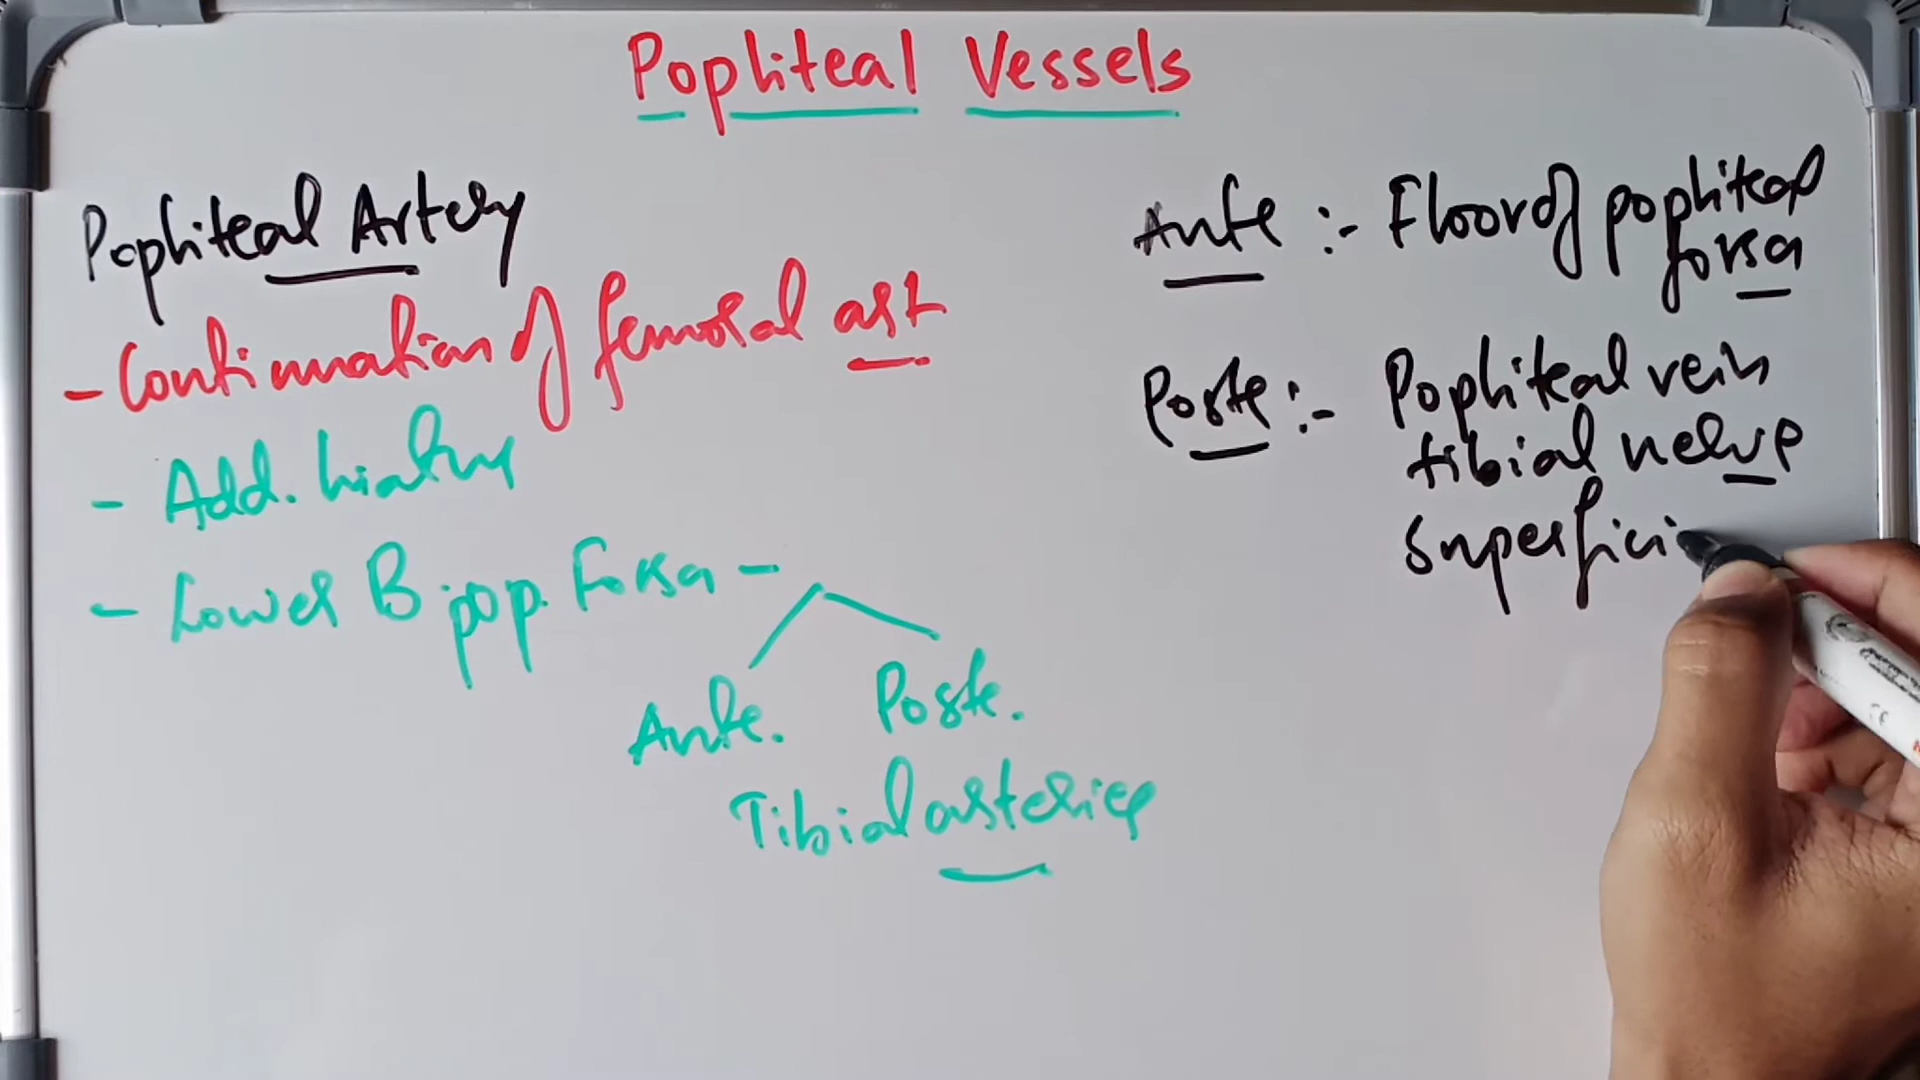 Popliteal Vessels
Popliteal Artery
- Continuation of femoral art
- Add. hiatus
- Lower B pop. Fossa -
Ante. Poste.
Tibial arteries
Ante :- Floor of popliteal
fossa
Poste :- Popliteal vein
tibial nerve
Superfici